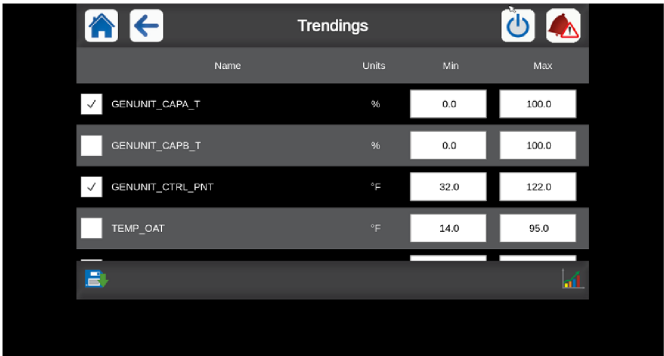 Trendings
Name Units Min Max
GENUNIT_CAPA_T % 0.0 100.0
GENUNIT_CAPB_T % 0.0 100.0
GENUNIT_CTRL_PNT °F 32.0 122.0
TEMP_OAT °F 14.0 95.0